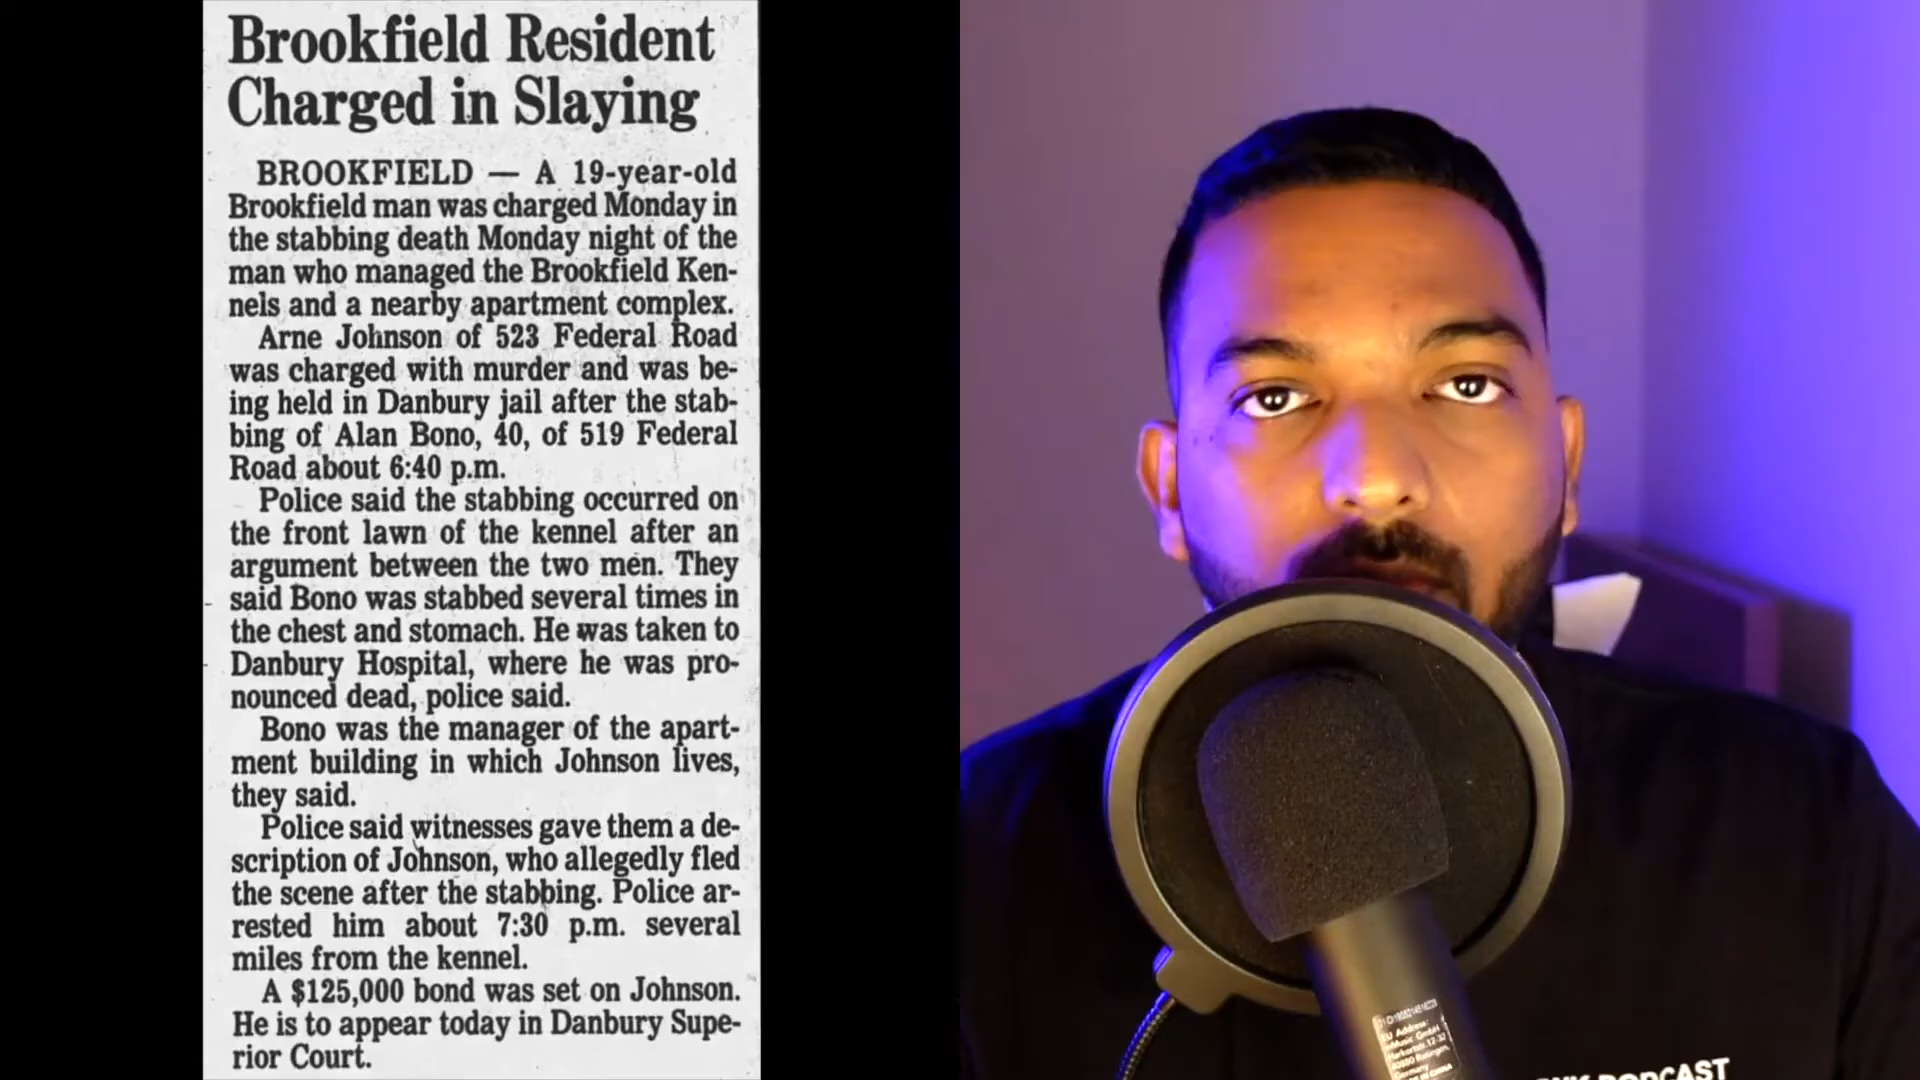 Brookfield Resident
Charged in Slaying
BROOKFIELD — A 19-year-old
Brookfield man was charged Monday in
the stabbing death Monday night of the
man who managed the Brookfield Ken-
nels and a nearby apartment complex.
Arne Johnson of 523 Federal Road
was charged with murder and was be-
ing held in Danbury jail after the stab-
bing of Alan Bono, 40, of 519 Federal
Road about 6:40 p.m.
Police said the stabbing occurred on
the front lawn of the kennel after an
argument between the two men. They
said Bono was stabbed several times in
the chest and stomach. He was taken to
Danbury Hospital, where he was pro-
nounced dead, police said.
Bono was the manager of the apart-
ment building in which Johnson lives,
they said.
Police said witnesses gave them a de-
scription of Johnson, who allegedly fled
the scene after the stabbing. Police ar-
rested him about 7:30 p.m. several
miles from the kennel.
A $125,000 bond was set on Johnson.
He is to appear today in Danbury Supe-
rior Court.
EU Address:
Germany
PODCAST